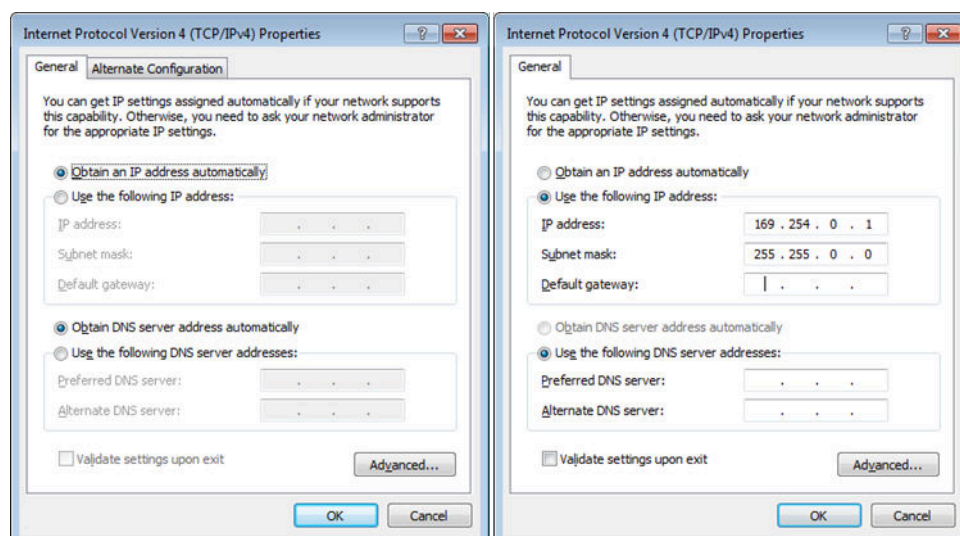 Internet Protocol Version 4 (TCP/IPv4) Properties
General
Alternate Configuration
You can get IP settings assigned automatically if your network supports
this capability. Otherwise, you need to ask your network administrator
for the appropriate IP settings.
Obtain an IP address automatically
Use the following IP address:
IP address:
. . .
Subnet mask:
. . .
Default gateway:
. . .
Obtain DNS server address automatically
Use the following DNS server addresses:
Preferred DNS server:
. . .
Alternate DNS server:
. . .
Validate settings upon exit
Advanced...
OK
Cancel
Internet Protocol Version 4 (TCP/IPv4) Properties
General
You can get IP settings assigned automatically if your network supports
this capability. Otherwise, you need to ask your network administrator
for the appropriate IP settings.
Obtain an IP address automatically
Use the following IP address:
IP address:
169 . 254 . 0 . 1
Subnet mask:
255 . 255 . 0 . 0
Default gateway:
. . .
Obtain DNS server address automatically
Use the following DNS server addresses:
Preferred DNS server:
. . .
Alternate DNS server:
. . .
Validate settings upon exit
Advanced...
OK
Cancel